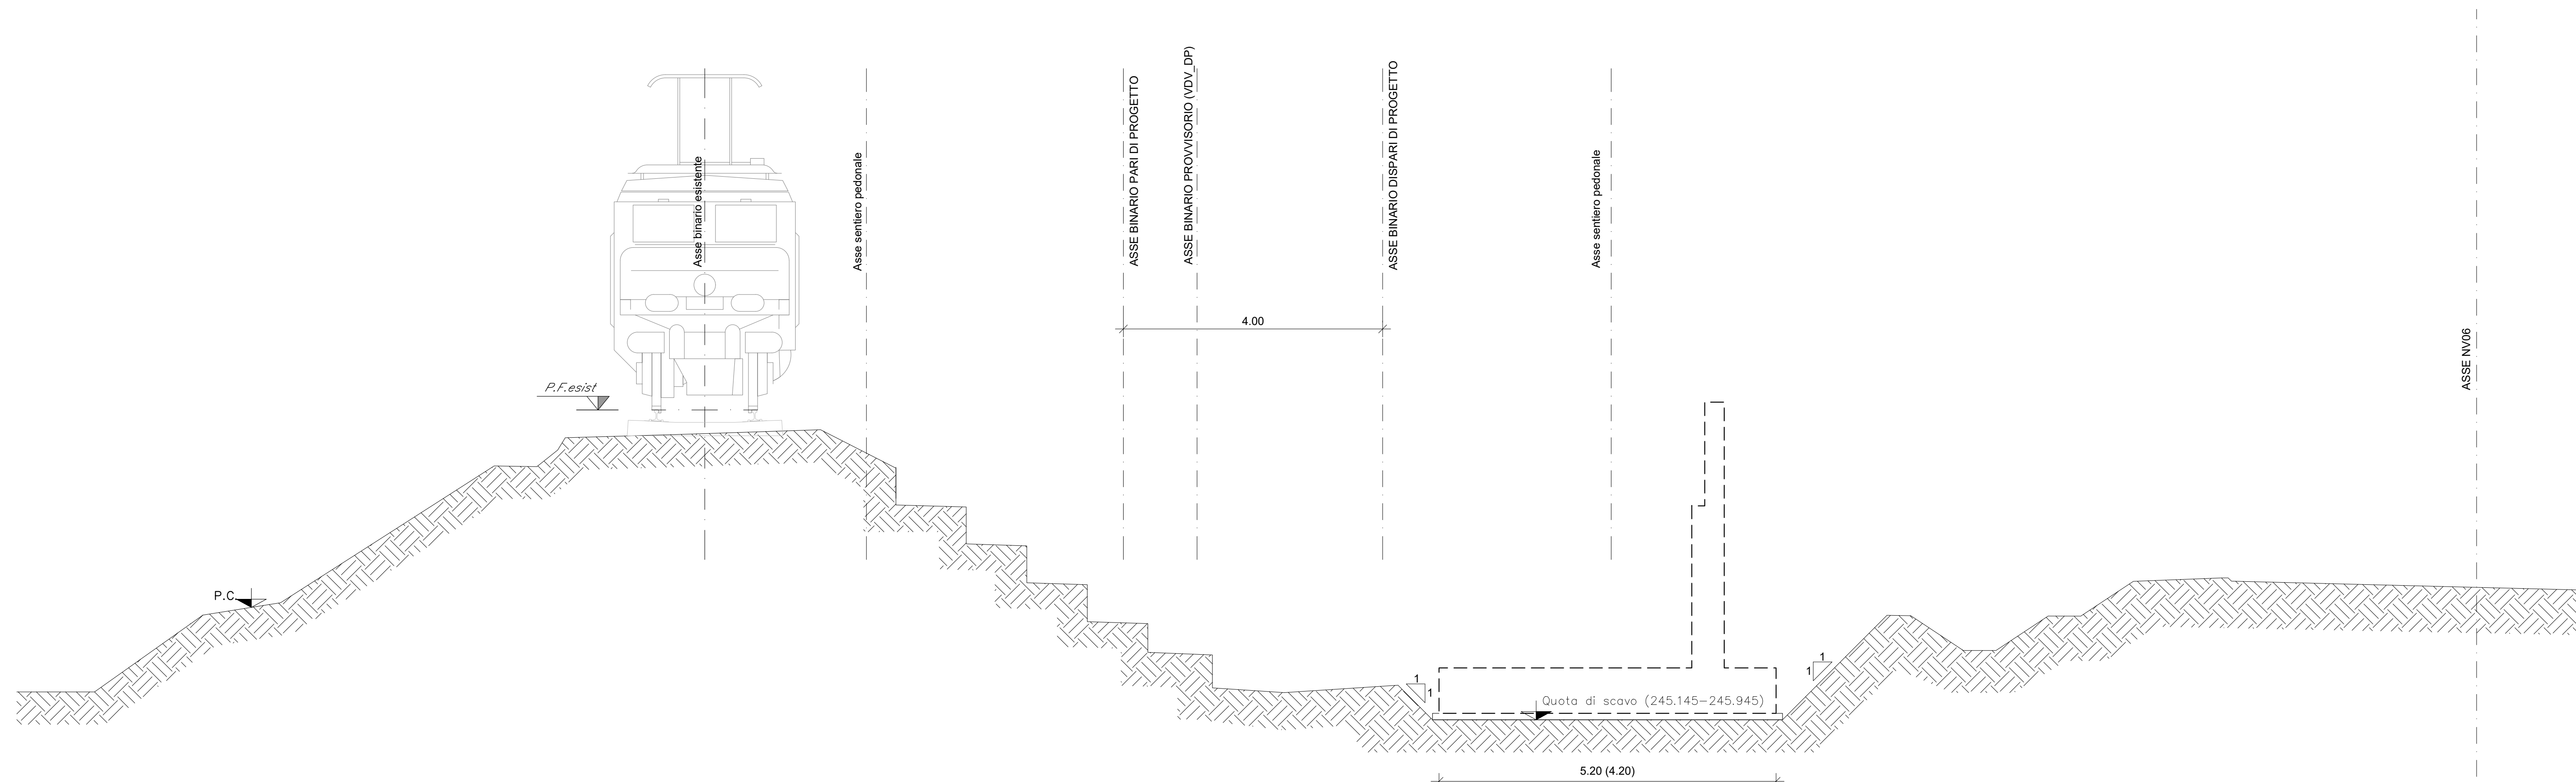 Asse binario esistente
Asse sentiero pedonale
ASSE BINARIO PARI DI PROGETTO
ASSE BINARIO PROVVISORIO (VDV_DP)
ASSE BINARIO DISPARI DI PROGETTO
Asse sentiero pedonale
ASSE NV06
4.00
P.F.esist
P.C.
1
1
1
1
Quota di scavo (245.145-245.945)
5.20 (4.20)